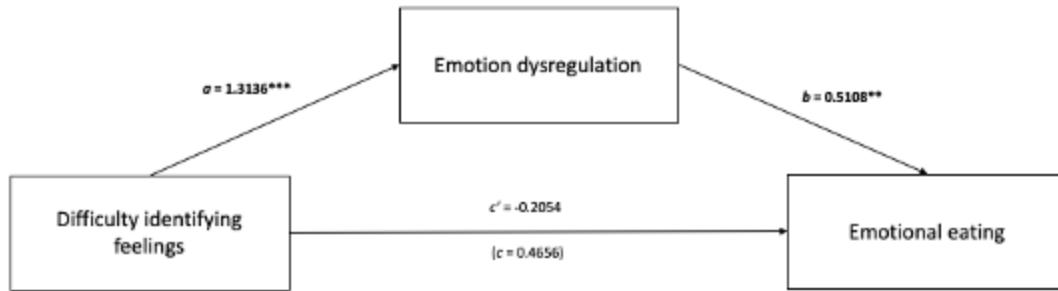 Emotion dysregulation
a = 1.3136***
b = 0.5108**
Difficulty identifying
feelings
c' = -0.2054
(c = 0.4656)
Emotional eating